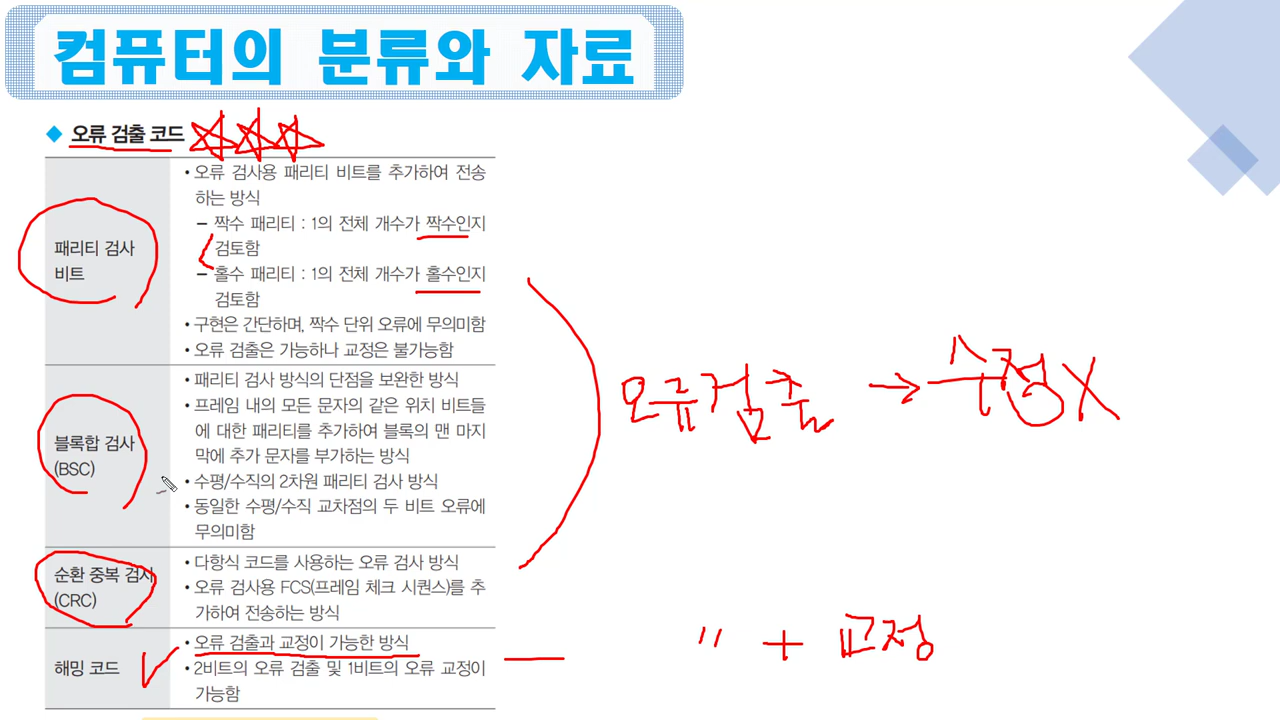 컴퓨터의 분류와 자료
오류 검출 코드
패리티 검사
비트
• 오류 검사용 패리티 비트를 추가하여 전송
하는 방식
– 짝수 패리티 : 1의 전체 개수가 짝수인지
검토함
– 홀수 패리티 : 1의 전체 개수가 홀수인지
검토함
• 구현은 간단하며, 짝수 단위 오류에 무의미함
• 오류 검출은 가능하나 교정은 불가능함
블록합 검사
(BSC)
• 패리티 검사 방식의 단점을 보완한 방식
• 프레임 내의 모든 문자의 같은 위치 비트들
에 대한 패리티를 추가하여 블록의 맨 마지
막에 추가 문자를 부가하는 방식
• 수평/수직의 2차원 패리티 검사 방식
• 동일한 수평/수직 교차점의 두 비트 오류에
무의미함
순환 중복 검사
(CRC)
• 다항식 코드를 사용하는 오류 검사 방식
• 오류 검사용 FCS(프레임 체크 시퀀스)를 추
가하여 전송하는 방식
해밍 코드
• 오류 검출과 교정이 가능한 방식
• 2비트의 오류 검출 및 1비트의 오류 교정이
가능함
오류검출 → 수정X
〃 + 교정